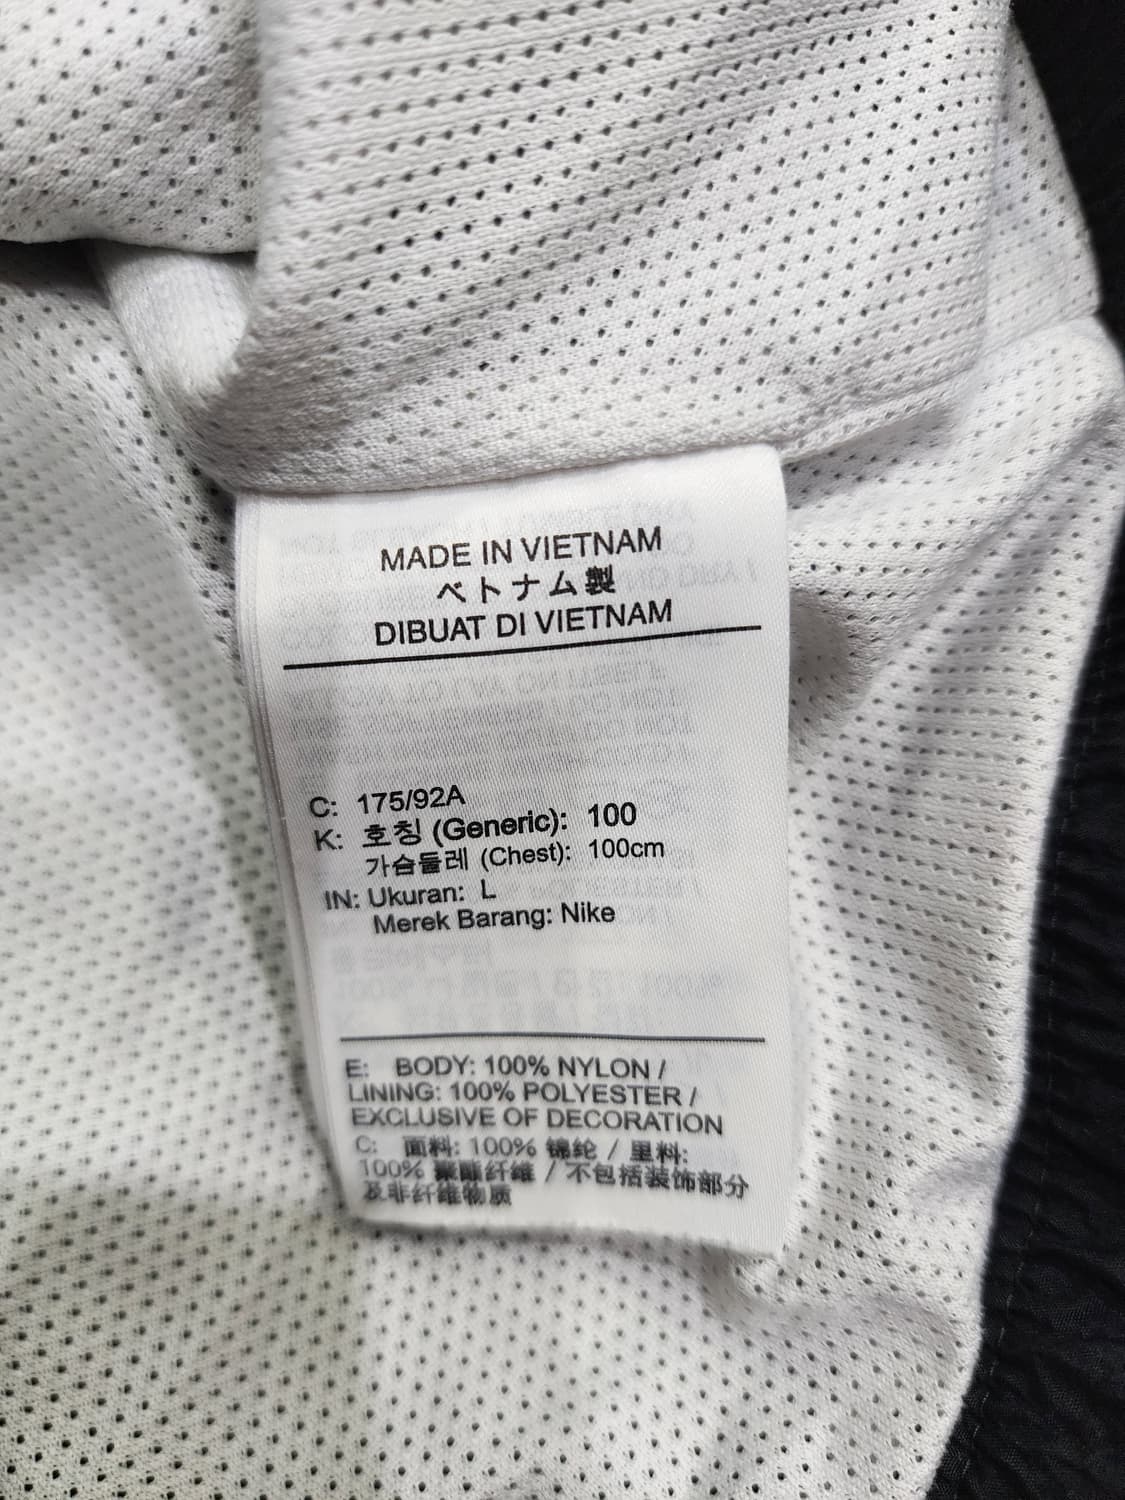 MADE IN VIETNAM
ベトナム製
DIBUAT DI VIETNAM
C: 175/92A
K: 호칭 (Generic): 100
가슴둘레 (Chest): 100cm
IN: Ukuran: L
Merek Barang: Nike
E: BODY: 100% NYLON /
LINING: 100% POLYESTER /
EXCLUSIVE OF DECORATION
C: 面料: 100% 锦纶 / 里料:
100% 聚酯纤维 / 不包括装饰部分
及非纤维物质